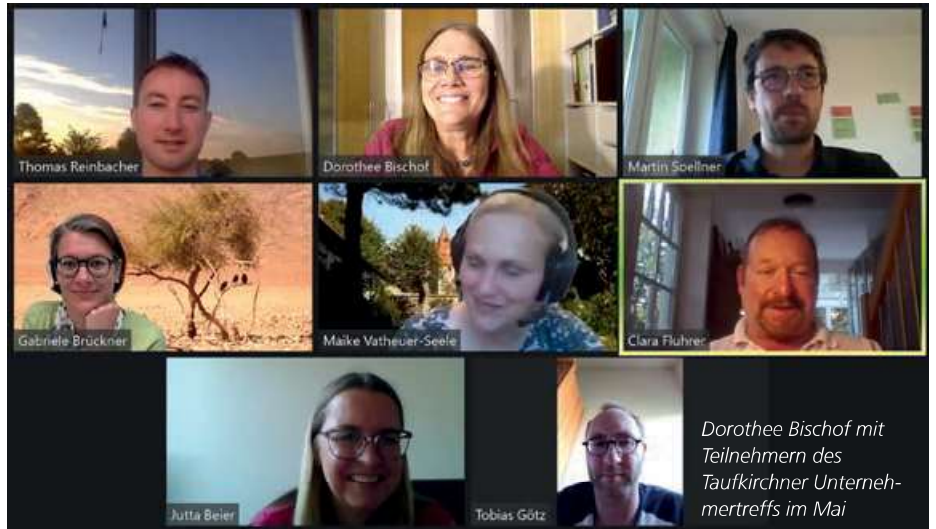 Thomas Reinbacher
Dorothee Bischof
Martin Soellner
Gabriele Brückner
Maike Vatheuer-Seele
Clara Fluhrer
Jutta Beier
Tobias Götz
Dorothee Bischof mit
Teilnehmern des
Taufkirchner Unterneh-
mertreffs im Mai